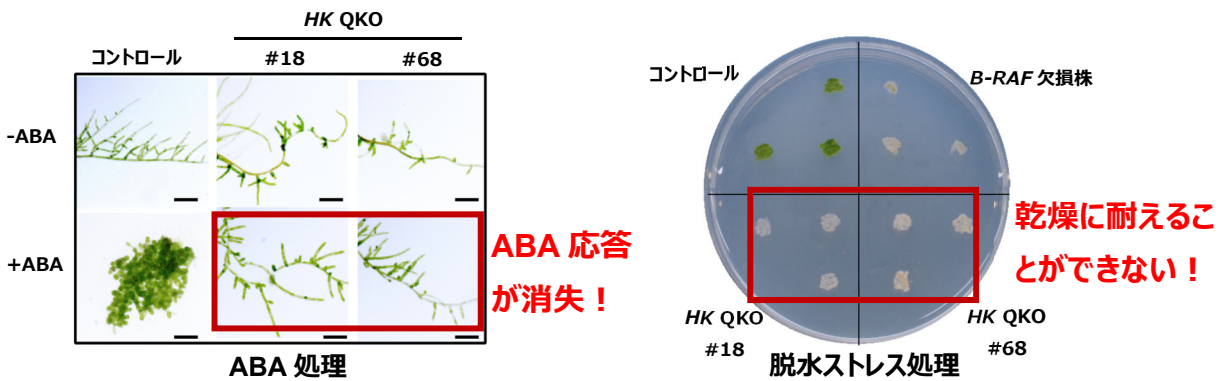 HK QKO
コントロール
#18
#68
-ABA
+ABA
ABA 応答
が消失！
ABA 処理
コントロール
B-RAF 欠損株
乾燥に耐えるこ
とができない！
HK QKO
#18
HK QKO
#68
脱水ストレス処理